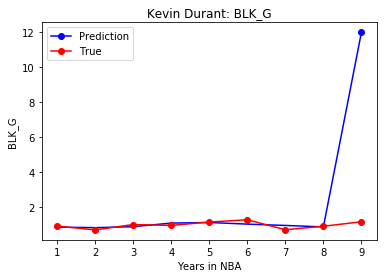 Kevin Durant: BLK_G
Prediction
True
12
10
8
6
4
2
BLK_G
1 2 3 4 5 6 7 8 9
Years in NBA